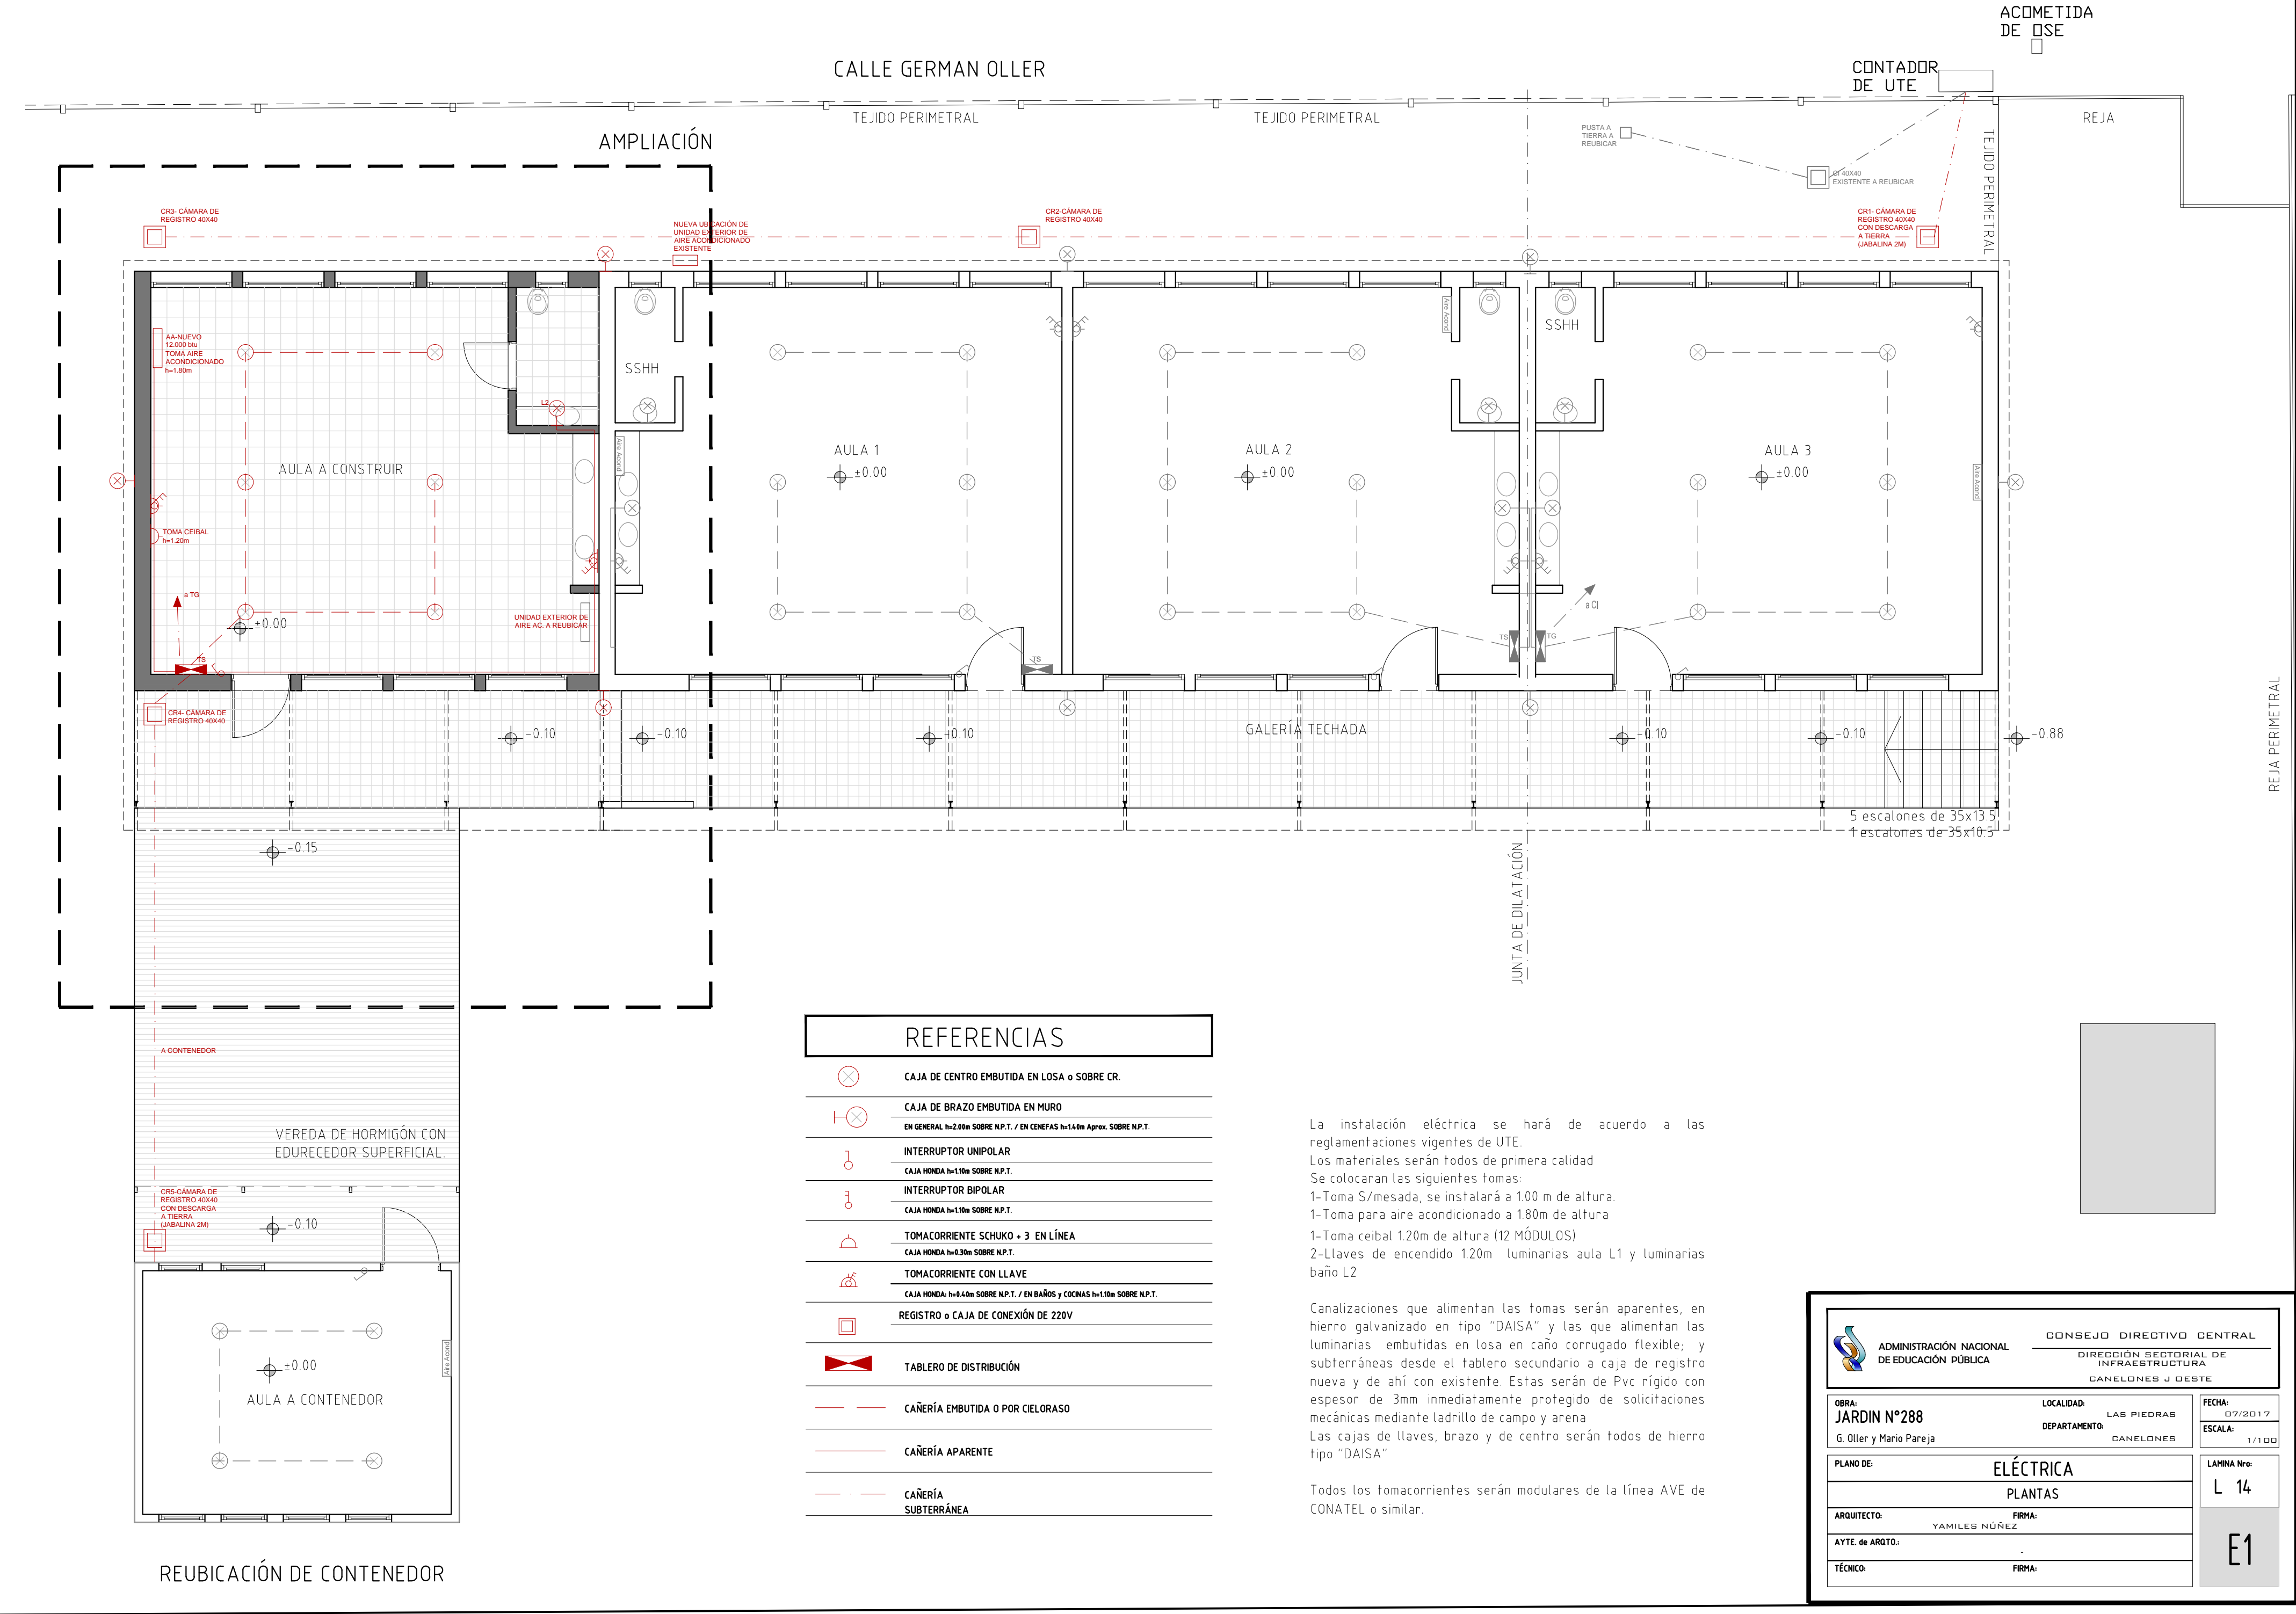 ACOMETIDA
DE OSE
CALLE GERMAN OLLER
CONTADOR
DE UTE
TEJIDO PERIMETRAL
TEJIDO PERIMETRAL
REJA
AMPLIACIÓN
PUSTA A
TIERRA A
REUBICAR
TEJIDO PERIMETRAL
EXISTENTE A REUBICAR
CR3- CÁMARA DE
REGISTRO 40X40
NUEVA UBICACIÓN DE
UNIDAD EXTERIOR DE
AIRE ACONDICIONADO
EXISTENTE
CR2-CÁMARA DE
REGISTRO 40X40
CR1- CÁMARA DE
REGISTRO 40X40
CON DESCARGA
A TIERRA
(JABALINA 2M)
AA-NUEVO
12.000 btu
TOMA AIRE
ACONDICIONADO
h=1.80m
SSHH
Aire Acond
SSHH
L2
AULA A CONSTRUIR
Aire Acond
AULA 1
±0.00
AULA 2
±0.00
AULA 3
±0.00
Aire Acond
TOMA CEIBAL
h=1.20m
a TG
±0.00
UNIDAD EXTERIOR DE
AIRE AC. A REUBICAR
TS
TS
TS
TG
CR4- CÁMARA DE
REGISTRO 40X40
-0.10
-0.10
-0.10
GALERÍA TECHADA
-0.10
-0.10
-0.88
REJA PERIMETRAL
5 escalones de 35x13.5
1 escalones de 35x10.5
-0.15
JUNTA DE DILATACIÓN
A CONTENEDOR
VEREDA DE HORMIGÓN CON
EDURECEDOR SUPERFICIAL.
CR5-CÁMARA DE
REGISTRO 40X40
CON DESCARGA
A TIERRA
(JABALINA 2M)
-0.10
±0.00
AULA A CONTENEDOR
Aire Acond
REUBICACIÓN DE CONTENEDOR
REFERENCIAS
CAJA DE CENTRO EMBUTIDA EN LOSA o SOBRE CR.
CAJA DE BRAZO EMBUTIDA EN MURO
EN GENERAL h=2.00m SOBRE N.P.T. / EN CENEFAS h=1.40m Aprox. SOBRE N.P.T.
INTERRUPTOR UNIPOLAR
CAJA HONDA h=1.10m SOBRE N.P.T.
INTERRUPTOR BIPOLAR
CAJA HONDA h=1.10m SOBRE N.P.T.
TOMACORRIENTE SCHUKO + 3 EN LÍNEA
CAJA HONDA h=0.30m SOBRE N.P.T.
TOMACORRIENTE CON LLAVE
CAJA HONDA: h=0.40m SOBRE N.P.T. / EN BAÑOS y COCINAS h=1.10m SOBRE N.P.T.
REGISTRO o CAJA DE CONEXIÓN DE 220V
TABLERO DE DISTRIBUCIÓN
CAÑERÍA EMBUTIDA O POR CIELORASO
CAÑERÍA APARENTE
CAÑERÍA
SUBTERRÁNEA
La instalación eléctrica se hará de acuerdo a las
reglamentaciones vigentes de UTE.
Los materiales serán todos de primera calidad
Se colocaran las siguientes tomas:
1-Toma S/mesada, se instalará a 1.00 m de altura.
1-Toma para aire acondicionado a 1.80m de altura
1-Toma ceibal 1.20m de altura (12 MÓDULOS)
2-Llaves de encendido 1.20m luminarias aula L1 y luminarias
baño L2
Canalizaciones que alimentan las tomas serán aparentes, en
hierro galvanizado en tipo "DAISA" y las que alimentan las
luminarias embutidas en losa en caño corrugado flexible; y
subterráneas desde el tablero secundario a caja de registro
nueva y de ahí con existente. Estas serán de Pvc rígido con
espesor de 3mm inmediatamente protegido de solicitaciones
mecánicas mediante ladrillo de campo y arena
Las cajas de llaves, brazo y de centro serán todos de hierro
tipo "DAISA"
Todos los tomacorrientes serán modulares de la línea AVE de
CONATEL o similar.
ADMINISTRACIÓN NACIONAL
DE EDUCACIÓN PÚBLICA
CONSEJO DIRECTIVO CENTRAL
DIRECCIÓN SECTORIAL DE
INFRAESTRUCTURA
CANELONES J OESTE
OBRA:
JARDIN N°288
G. Oller y Mario Pareja
LOCALIDAD:
LAS PIEDRAS
DEPARTAMENTO:
CANELONES
FECHA:
07/2017
ESCALA:
1/100
PLANO DE:
ELÉCTRICA
PLANTAS
LAMINA Nro:
L 14
ARQUITECTO:
FIRMA:
YAMILES NÚÑEZ
AYTE. de ARQTO.:
-
TÉCNICO:
FIRMA:
E1